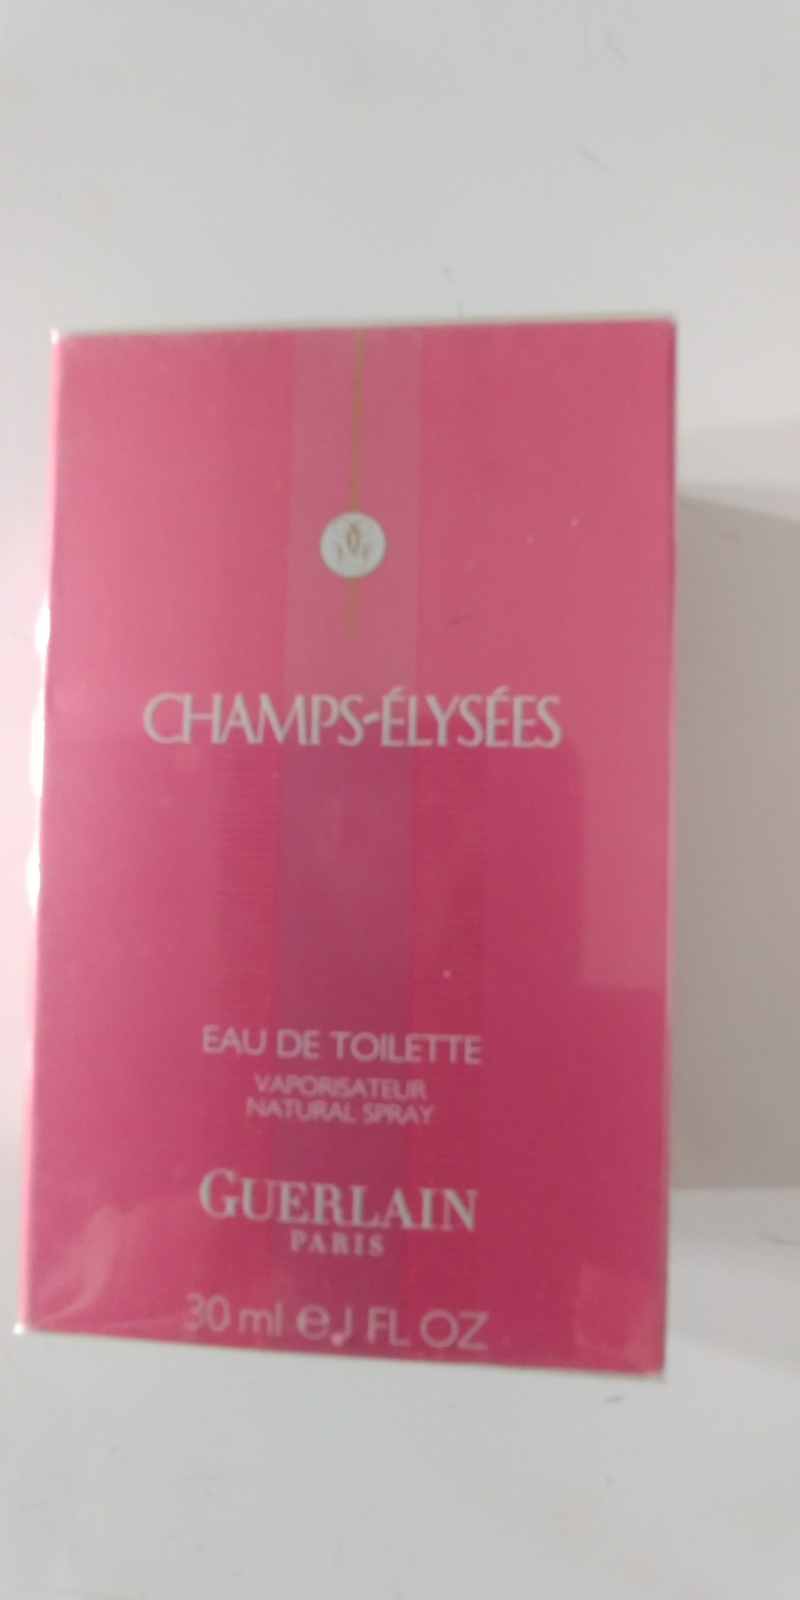 CHAMPS-ÉLYSÉES
EAU DE TOILETTE
VAPORISATEUR
NATURAL SPRAY
GUERLAIN
PARIS
30 ml e 1 FL OZ